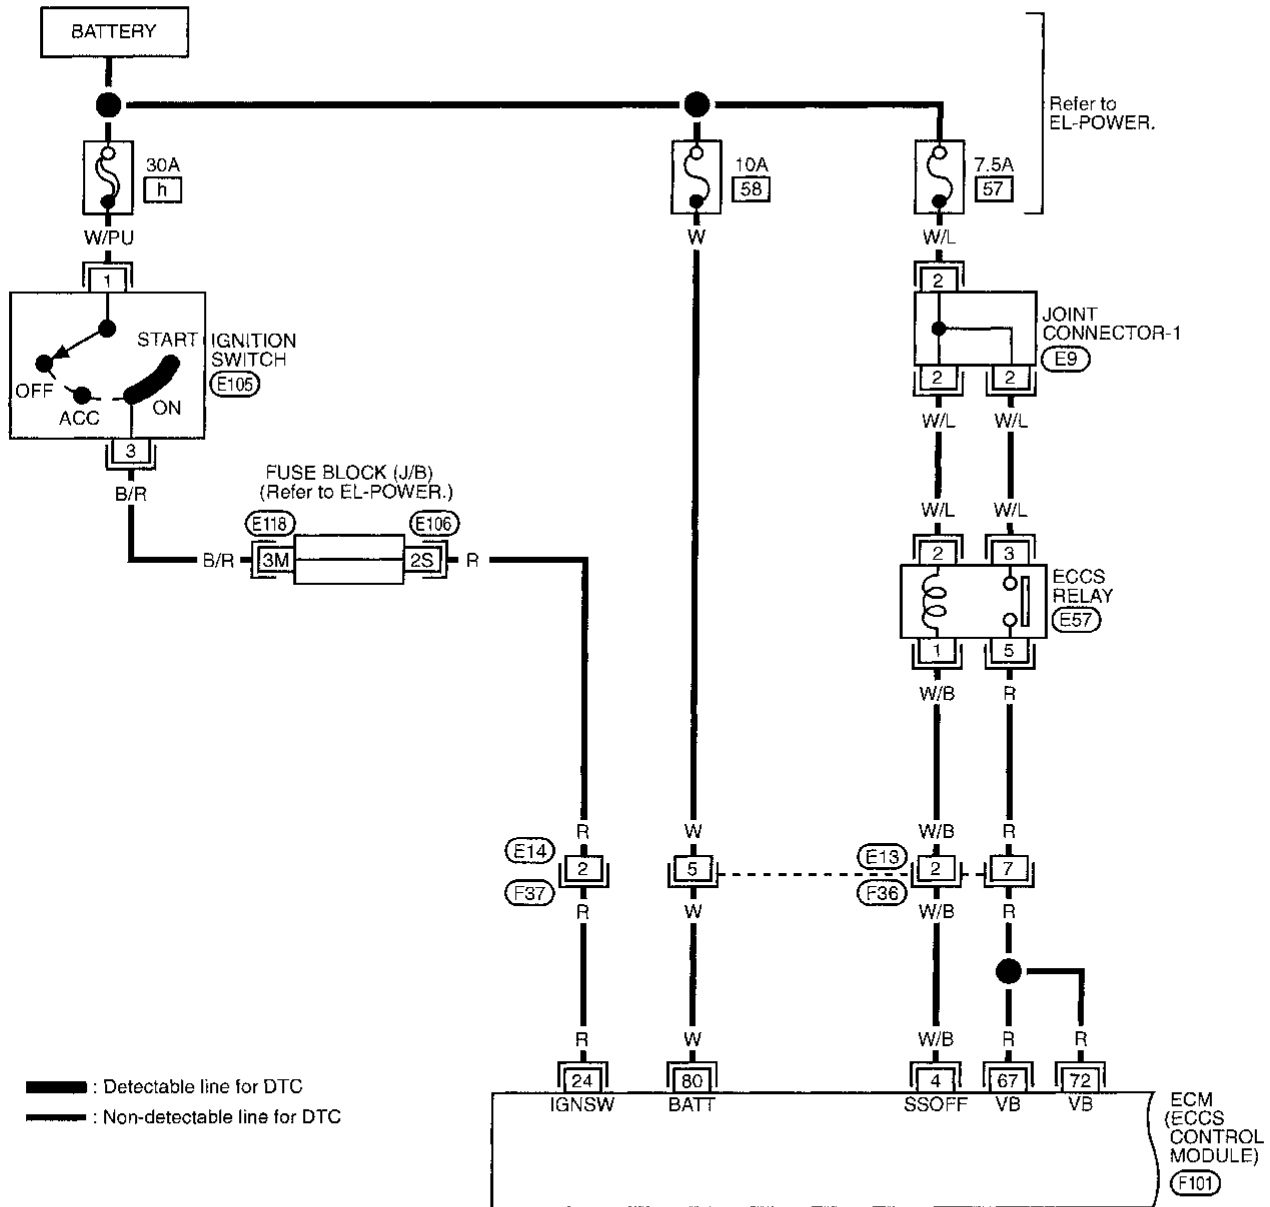 BATTERY
Refer to
EL-POWER.
30A
h
10A
58
7.5A
57
W/PU
W
W/L
1
2
START
IGNITION
SWITCH
E105
OFF
ACC
ON
3
JOINT
CONNECTOR-1
E9
2
2
W/L
W/L
B/R
FUSE BLOCK (J/B)
(Refer to EL-POWER.)
E118
E106
B/R
3M
2S
R
W/L
W/L
2
3
ECCS
RELAY
E57
1
5
W/B
R
R
W
W/B
R
E14
2
F37
5
E13
2
F36
7
R
W
W/B
R
R
W
W/B
R
R
24
80
4
67
72
IGNSW
BATT
SSOFF
VB
VB
ECM
(ECCS
CONTROL
MODULE)
F101
: Detectable line for DTC
: Non-detectable line for DTC